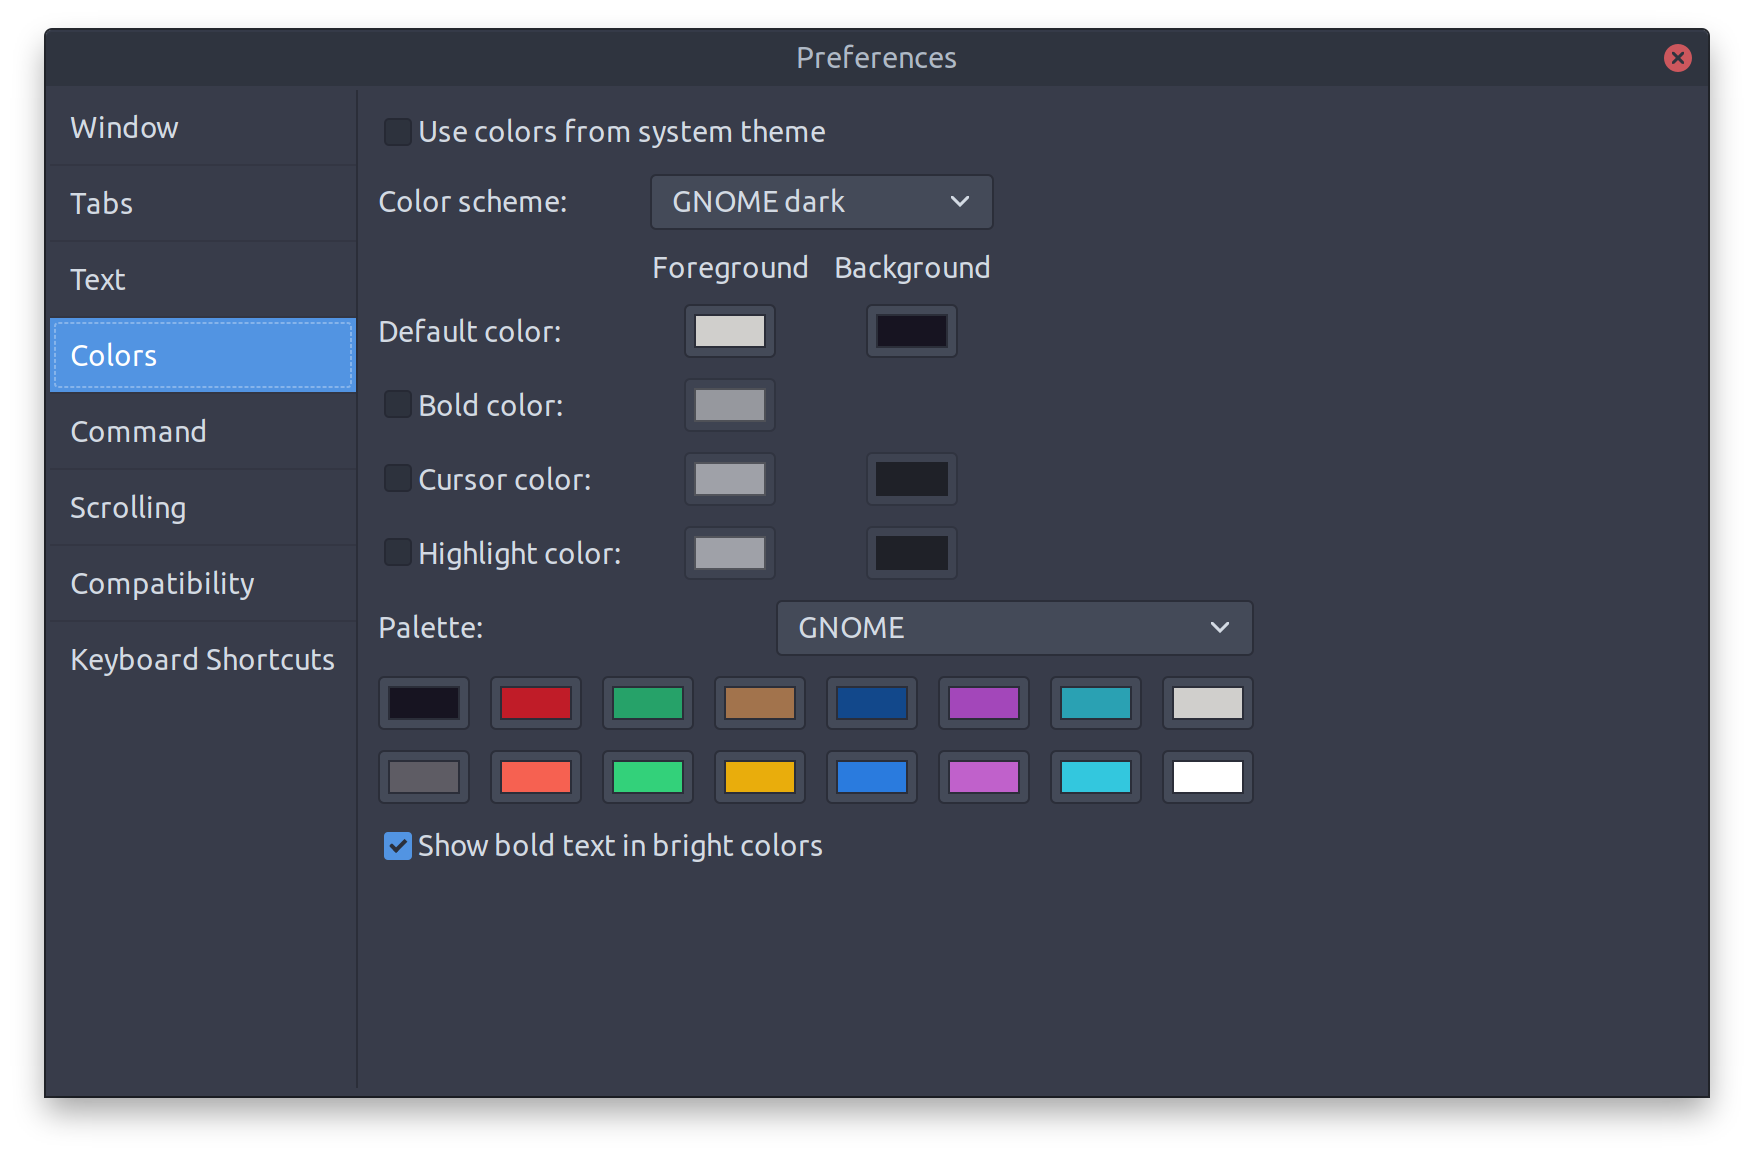 Preferences
Window
Tabs
Text
Colors
Command
Scrolling
Compatibility
Keyboard Shortcuts
Use colors from system theme
Color scheme: GNOME dark
Foreground Background
Default color:
Bold color:
Cursor color:
Highlight color:
Palette: GNOME
Show bold text in bright colors